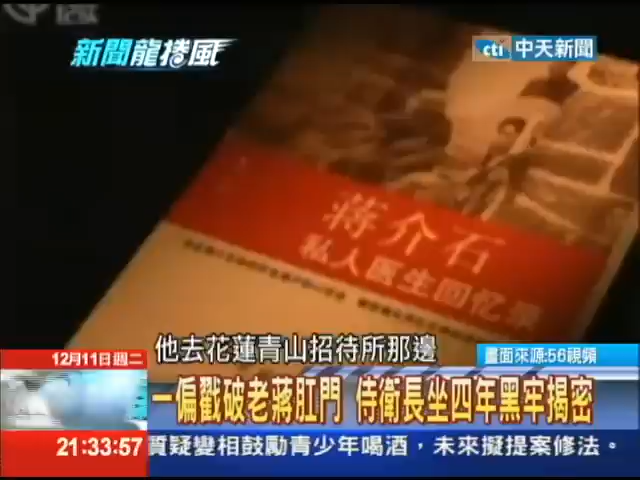 新聞龍捲風
cti 中天新聞
蔣介石
私人医生回忆录
他去花蓮青山招待所那邊
畫面來源:56視頻
12月11日週二
一偏戳破老蔣肛門 侍衛長坐四年黑牢揭密
21:33:57
質疑變相鼓勵青少年喝酒，未來擬提案修法。